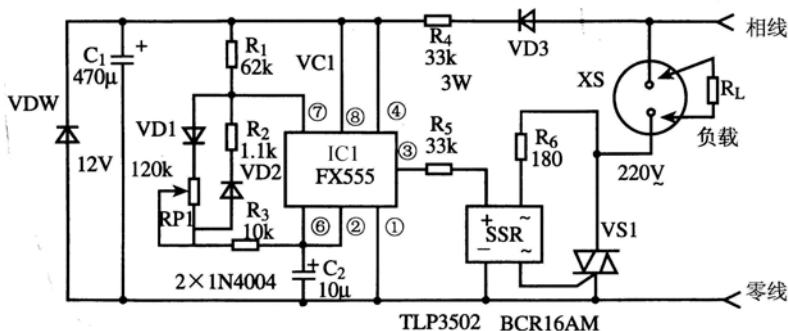 C1
470μ
+
VDW
12V
R1
62k
VC1
R4
33k
3W
VD3
相线
XS
RL
负载
220V
~
VD1
R2
1.1k
VD2
120k
RP1
R3
10k
⑦
⑧
④
③
IC1
FX555
⑥
②
①
R5
33k
R6
180
+ ~
SSR
− ~
VS1
+
C2
10μ
2×1N4004
TLP3502
BCR16AM
零线